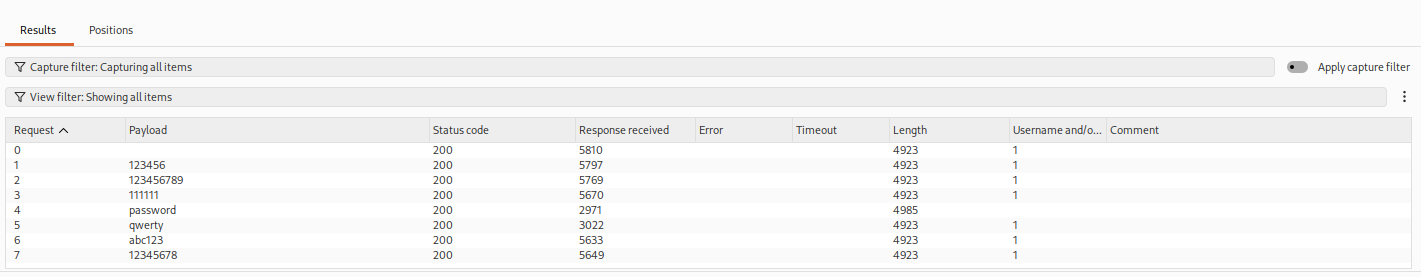 Results Positions
Capture filter: Capturing all items Apply capture filter
View filter: Showing all items
Request Payload Status code Response received Error Timeout Length Username and/o... Comment
0 200 5810 4923 1
1 123456 200 5797 4923 1
2 123456789 200 5769 4923 1
3 111111 200 5670 4923 1
4 password 200 2971 4985
5 qwerty 200 3022 4923 1
6 abc123 200 5633 4923 1
7 12345678 200 5649 4923 1